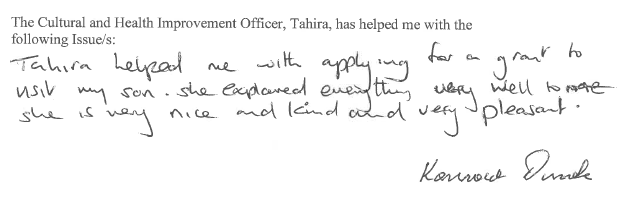 The Cultural and Health Improvement Officer, Tahira, has helped me with the
following Issue/s:
Tahira helped me with applying for a grant to
visit my son. she explained everything very well to me
she is very nice and kind and very pleasant.